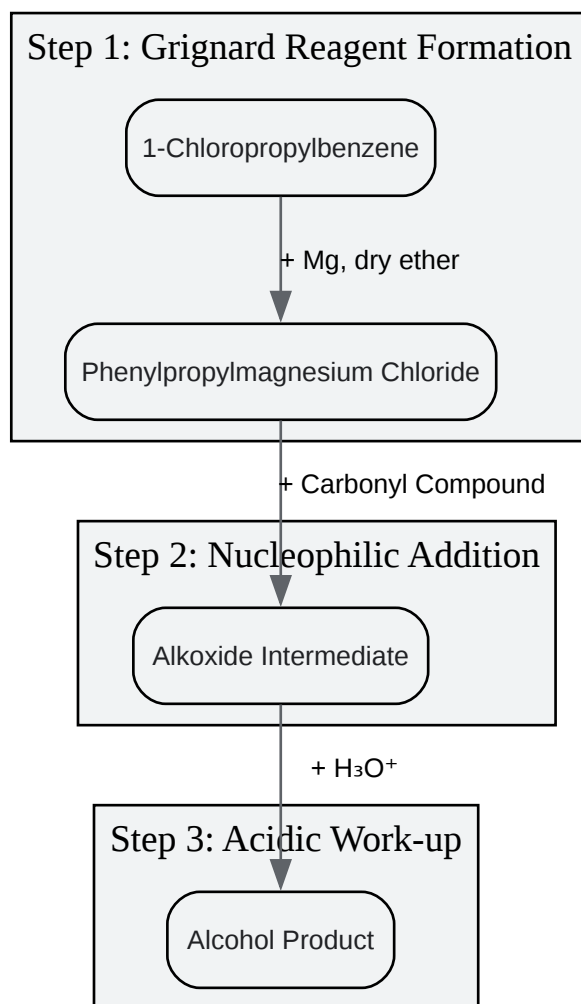 Step 1: Grignard Reagent Formation
1-Chloropropylbenzene
+ Mg, dry ether
Phenylpropylmagnesium Chloride
+ Carbonyl Compound
Step 2: Nucleophilic Addition
Alkoxide Intermediate
+ H₃O⁺
Step 3: Acidic Work-up
Alcohol Product